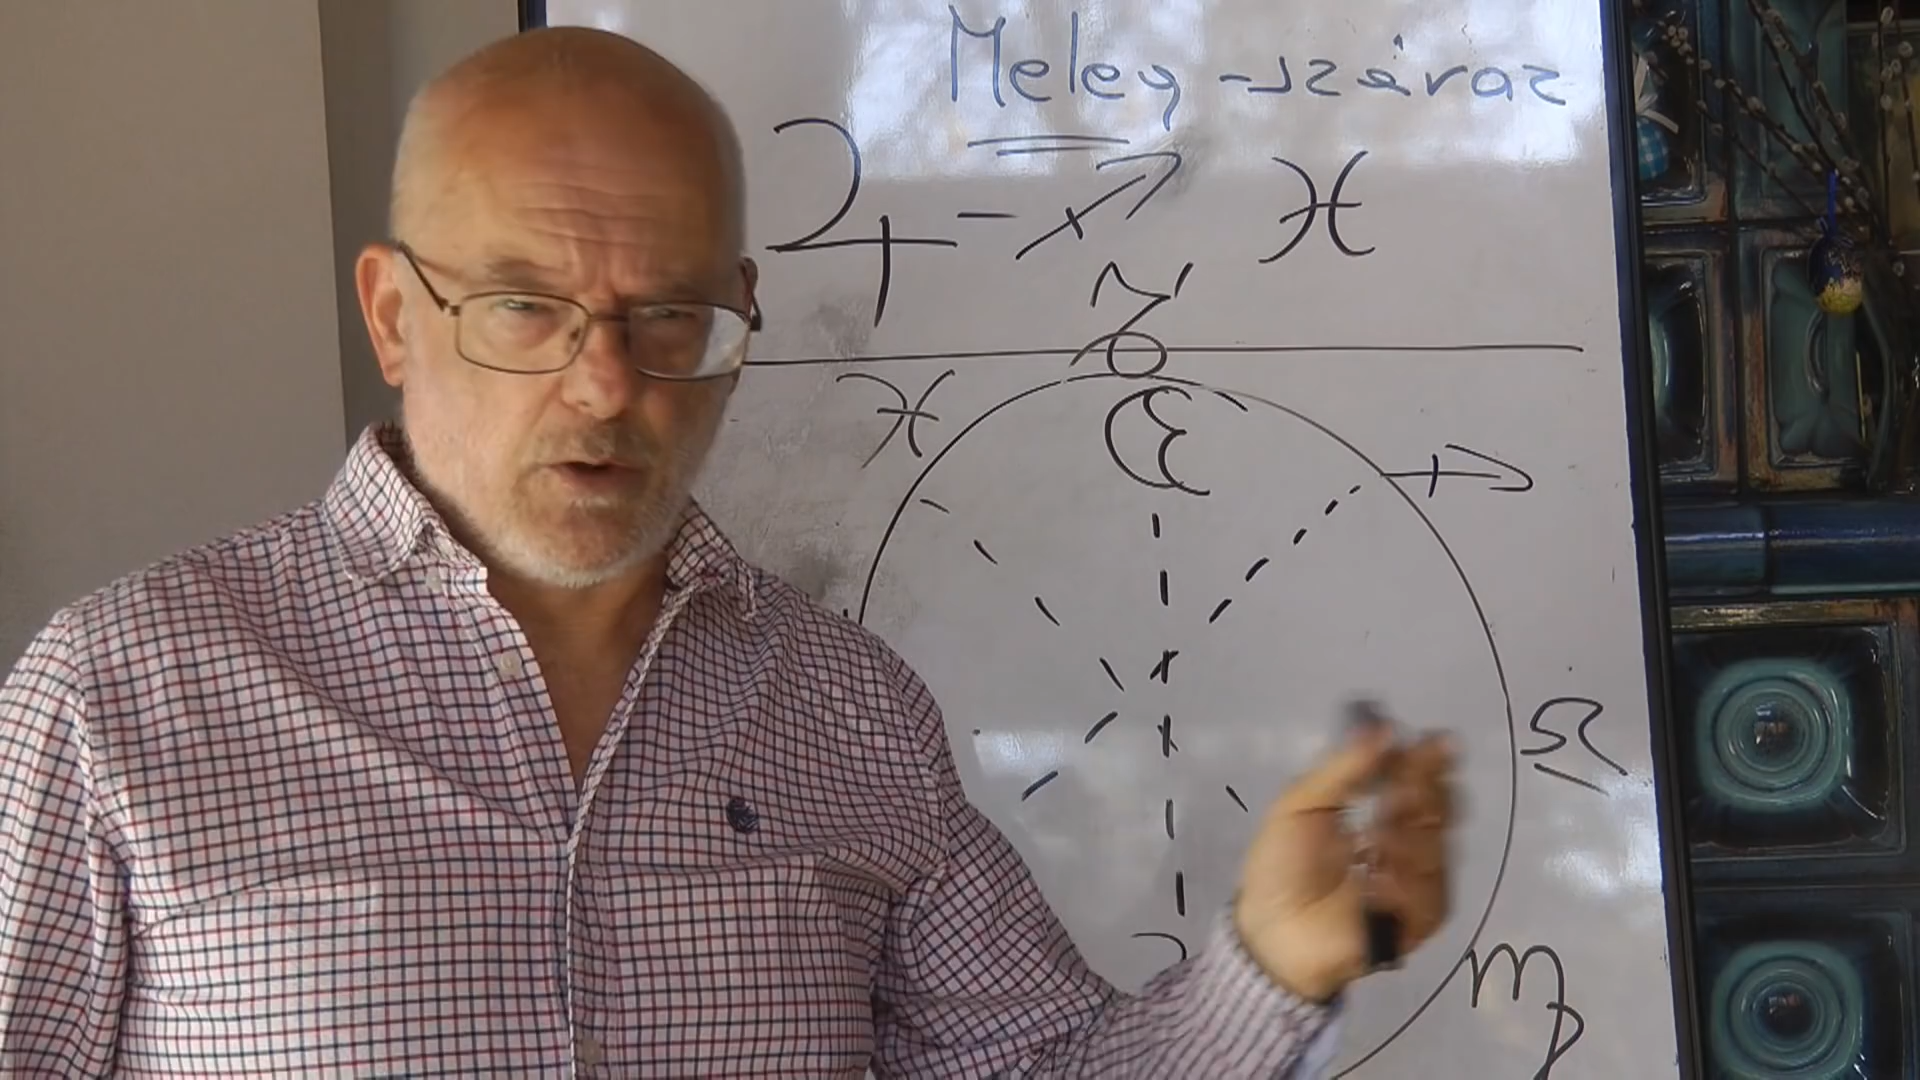 Meleg - száraz
♃ - ♐ ♓
♑
♓
♌
♍